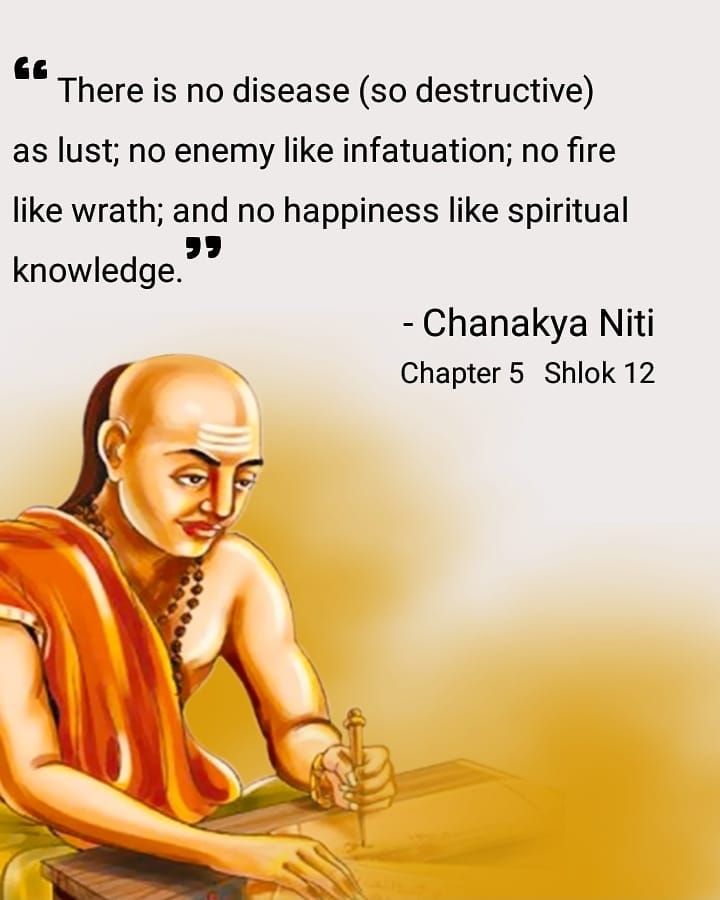 “ There is no disease (so destructive)
as lust; no enemy like infatuation; no fire
like wrath; and no happiness like spiritual
knowledge.”
- Chanakya Niti
Chapter 5 Shlok 12